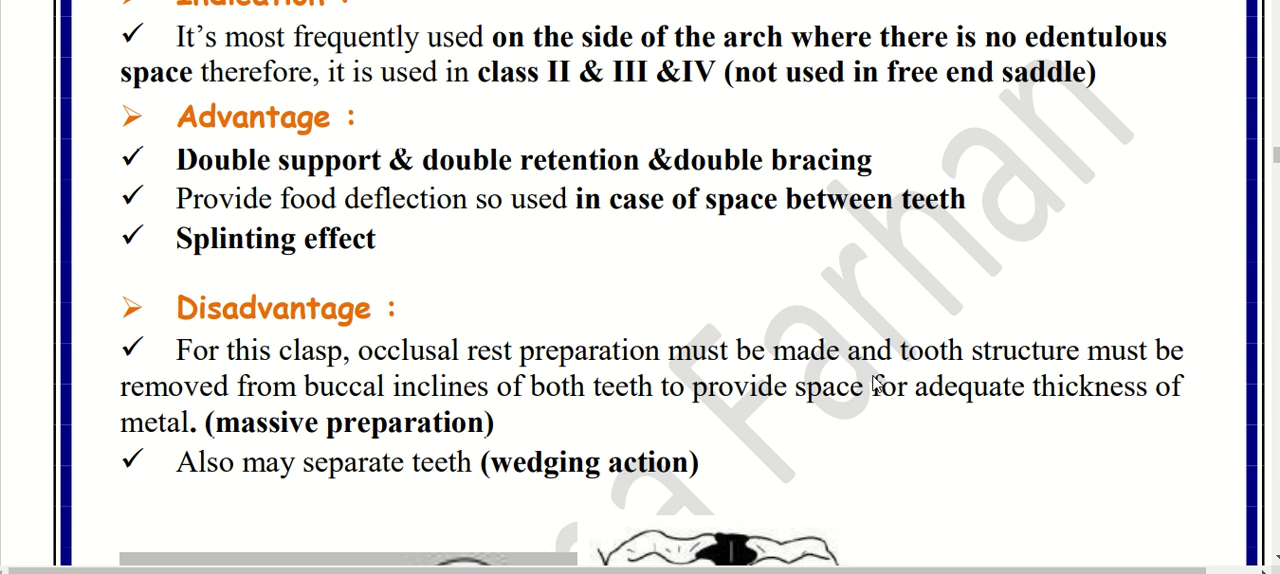 Indication :
✓ It’s most frequently used on the side of the arch where there is no edentulous
space therefore, it is used in class II & III &IV (not used in free end saddle)
➢ Advantage :
✓ Double support & double retention &double bracing
✓ Provide food deflection so used in case of space between teeth
✓ Splinting effect
➢ Disadvantage :
✓ For this clasp, occlusal rest preparation must be made and tooth structure must be
removed from buccal inclines of both teeth to provide space for adequate thickness of
metal. (massive preparation)
✓ Also may separate teeth (wedging action)
Farhan